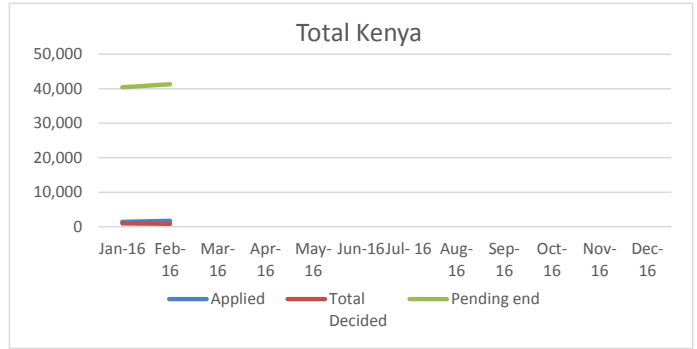 Total Kenya
50,000
40,000
30,000
20,000
10,000
0
Jan-16 Feb-16 Mar-16 Apr-16 May-16 Jun-16 Jul- 16 Aug-16 Sep-16 Oct-16 Nov-16 Dec-16
Applied Total Decided Pending end